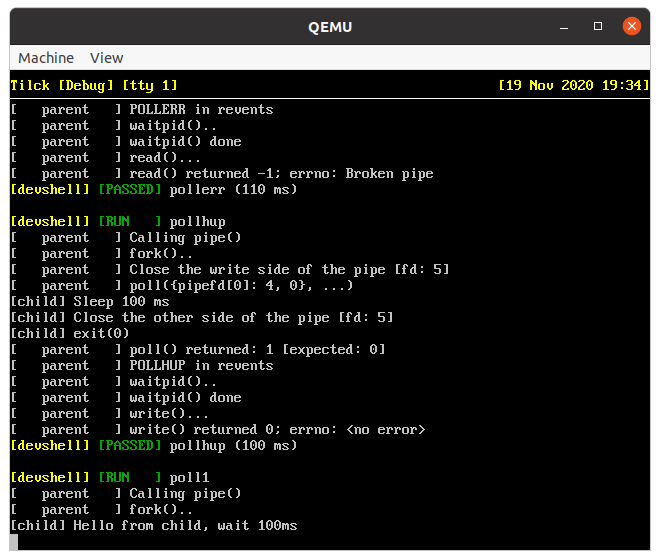 QEMU
Machine View
Tilck [Debug] [tty 1] [19 Nov 2020 19:34]
[   parent   ] POLLERR in revents
[   parent   ] waitpid()..
[   parent   ] waitpid() done
[   parent   ] read()...
[   parent   ] read() returned -1; errno: Broken pipe
[devshell] [PASSED] pollerr (110 ms)
[devshell] [RUN   ] pollhup
[   parent   ] Calling pipe()
[   parent   ] fork()..
[   parent   ] Close the write side of the pipe [fd: 5]
[   parent   ] poll({pipefd[0]: 4, 0}, ...)
[child] Sleep 100 ms
[child] Close the other side of the pipe [fd: 5]
[child] exit(0)
[   parent   ] poll() returned: 1 [expected: 0]
[   parent   ] POLLHUP in revents
[   parent   ] waitpid()..
[   parent   ] waitpid() done
[   parent   ] write()...
[   parent   ] write() returned 0; errno: <no error>
[devshell] [PASSED] pollhup (100 ms)
[devshell] [RUN   ] poll1
[   parent   ] Calling pipe()
[   parent   ] fork()..
[child] Hello from child, wait 100ms